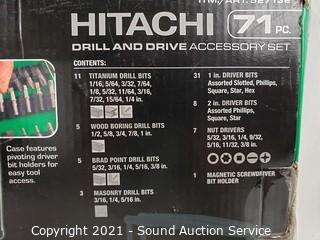 HITACHI 71 PC.
DRILL AND DRIVE ACCESSORY SET
CONTENTS:
11 TITANIUM DRILL BITS
1/16, 5/64, 3/32, 7/64,
1/8, 5/32, 11/64, 3/16,
7/32, 15/64, 1/4 in.
5 WOOD BORING DRILL BITS
1/2, 5/8, 3/4, 7/8, 1 in.
5 BRAD POINT DRILL BITS
5/32, 3/16, 1/4, 5/16, 3/8 in.
3 MASONRY DRILL BITS
3/16, 1/4, 5/16 in.
31 1 in. DRIVER BITS
Assorted Slotted, Phillips,
Square, Star, Hex
8 2 in. DRIVER BITS
Assorted Phillips,
Square, Star
7 NUT DRIVERS
5/32, 3/16, 1/4, 9/32,
5/16, 11/32, 3/8 in.
1 MAGNETIC SCREWDRIVER
BIT HOLDER
Case features
pivoting driver
bit holders for
easy tool
access.
Copyright 2021 - Sound Auction Service